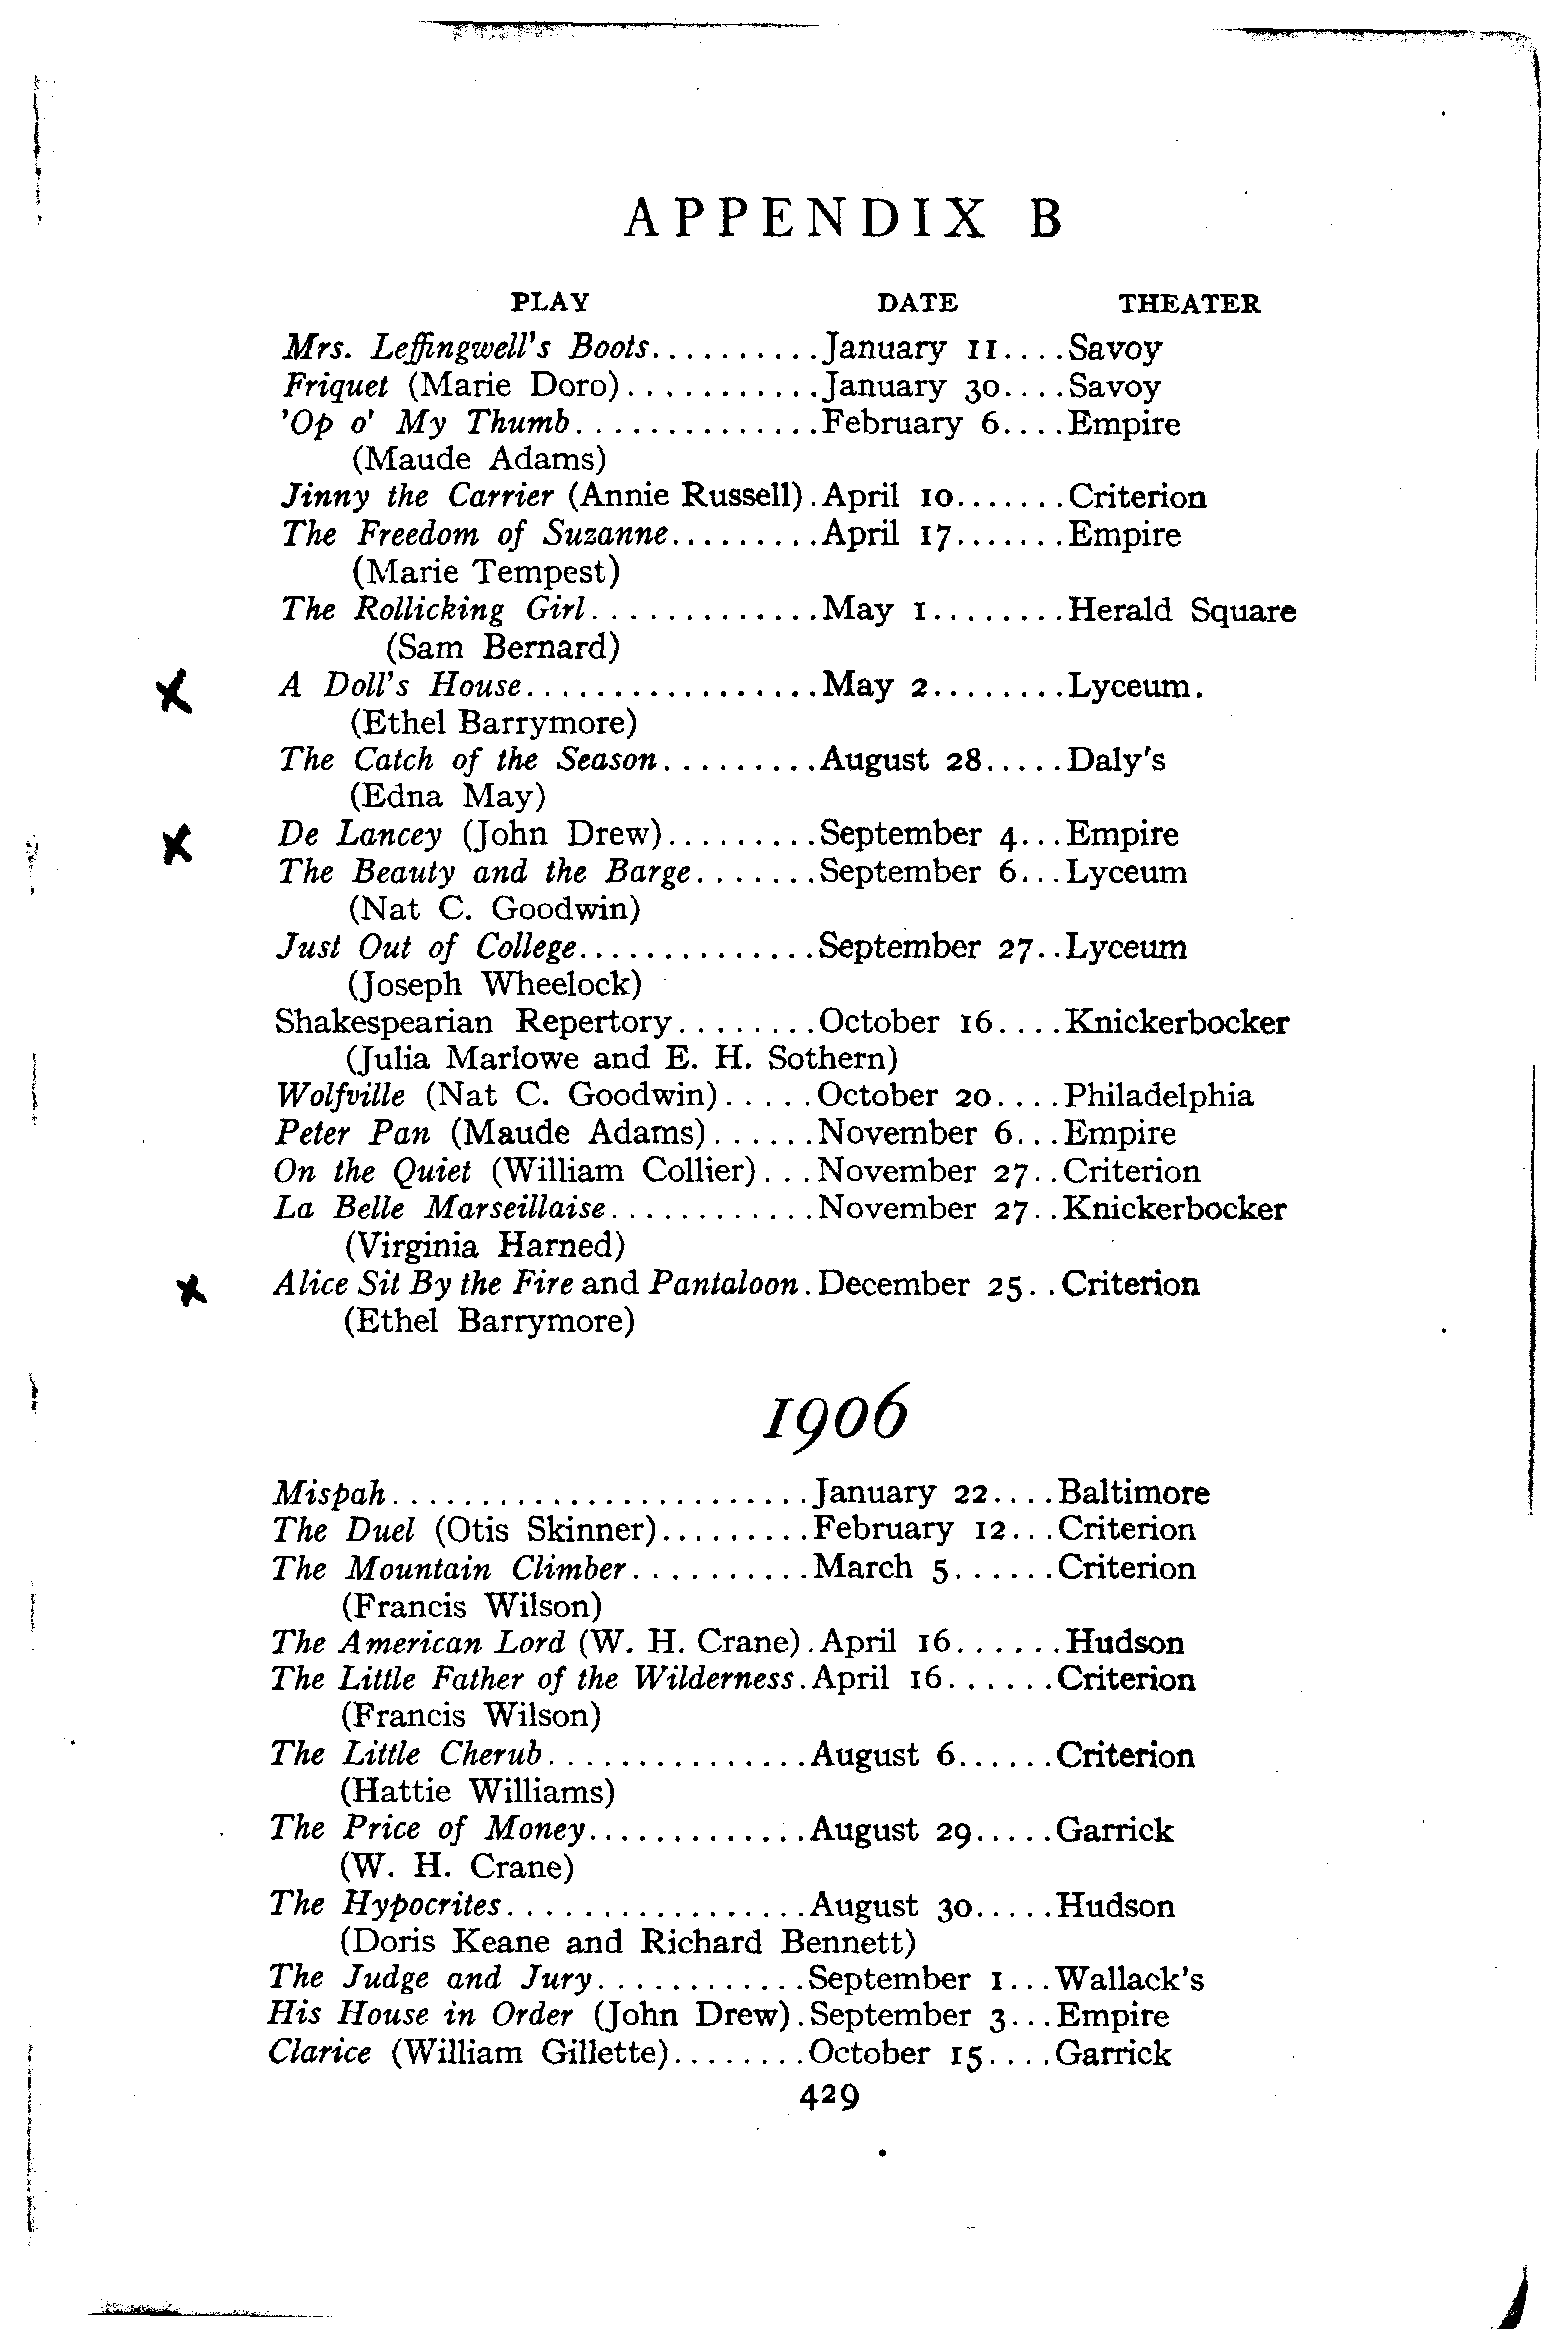 APPENDIX B
PLAY DATE THEATER
Mrs. Leffingwell's Boots..........January 11....Savoy
Friquet (Marie Doro)...........January 30....Savoy
'Op o' My Thumb..............February 6....Empire
(Maude Adams)
Jinny the Carrier (Annie Russell).April 10.......Criterion
The Freedom of Suzanne.........April 17.......Empire
(Marie Tempest)
The Rollicking Girl.............May 1........Herald Square
(Sam Bernard)
A Doll's House.................May 2........Lyceum.
(Ethel Barrymore)
The Catch of the Season.........August 28.....Daly's
(Edna May)
De Lancey (John Drew).........September 4...Empire
The Beauty and the Barge.......September 6...Lyceum
(Nat C. Goodwin)
Just Out of College..............September 27..Lyceum
(Joseph Wheelock)
Shakespearian Repertory........October 16....Knickerbocker
(Julia Marlowe and E. H. Sothern)
Wolfville (Nat C. Goodwin).....October 20....Philadelphia
Peter Pan (Maude Adams)......November 6...Empire
On the Quiet (William Collier)...November 27..Criterion
La Belle Marseillaise............November 27..Knickerbocker
(Virginia Harned)
Alice Sit By the Fire and Pantaloon.December 25..Criterion
(Ethel Barrymore)
1906
Mispah........................January 22....Baltimore
The Duel (Otis Skinner).........February 12...Criterion
The Mountain Climber..........March 5......Criterion
(Francis Wilson)
The American Lord (W. H. Crane).April 16......Hudson
The Little Father of the Wilderness.April 16......Criterion
(Francis Wilson)
The Little Cherub...............August 6......Criterion
(Hattie Williams)
The Price of Money.............August 29.....Garrick
(W. H. Crane)
The Hypocrites.................August 30.....Hudson
(Doris Keane and Richard Bennett)
The Judge and Jury............September 1...Wallack's
His House in Order (John Drew).September 3...Empire
Clarice (William Gillette)........October 15....Garrick
429